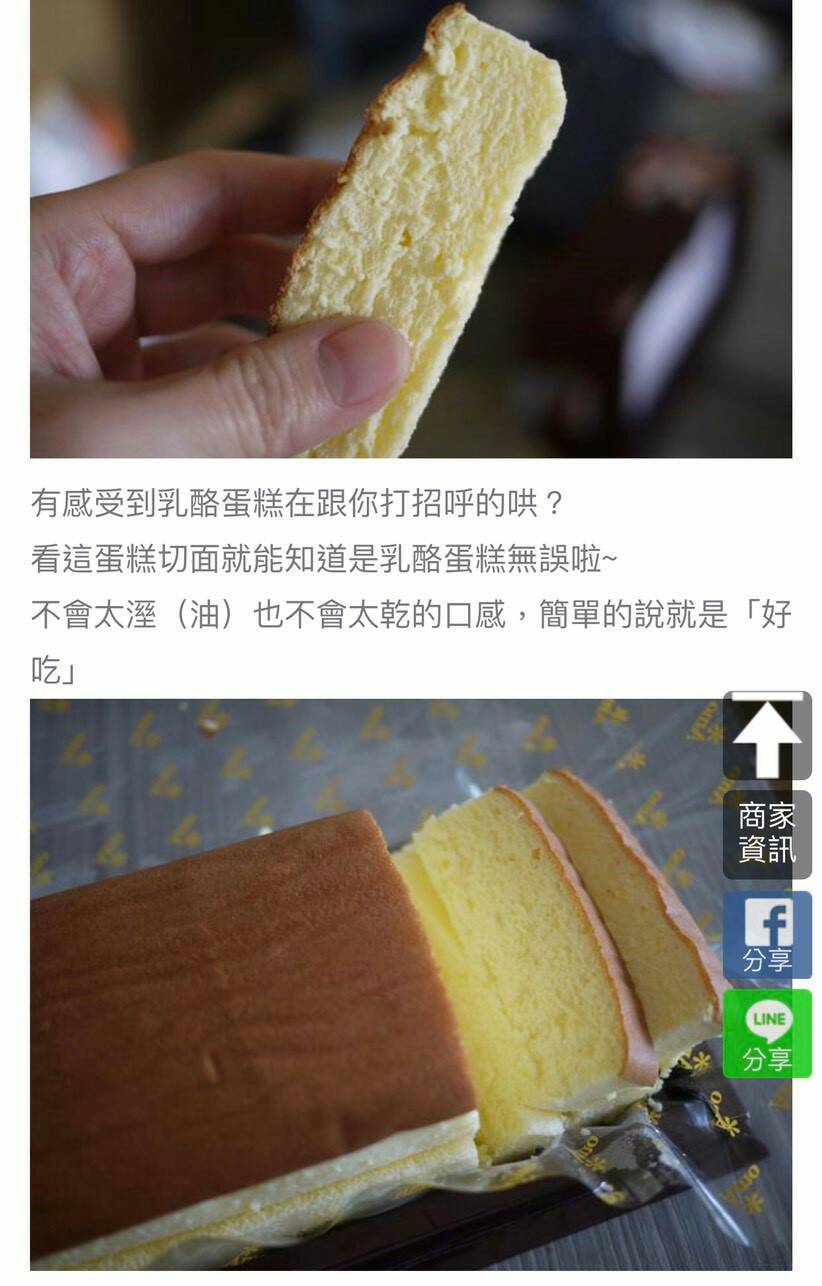 有感受到乳酪蛋糕在跟你打招呼的哄？
看這蛋糕切面就能知道是乳酪蛋糕無誤啦~
不會太溼（油）也不會太乾的口感，簡單的說就是「好
吃」
商家
資訊
f
分享
LINE
分享